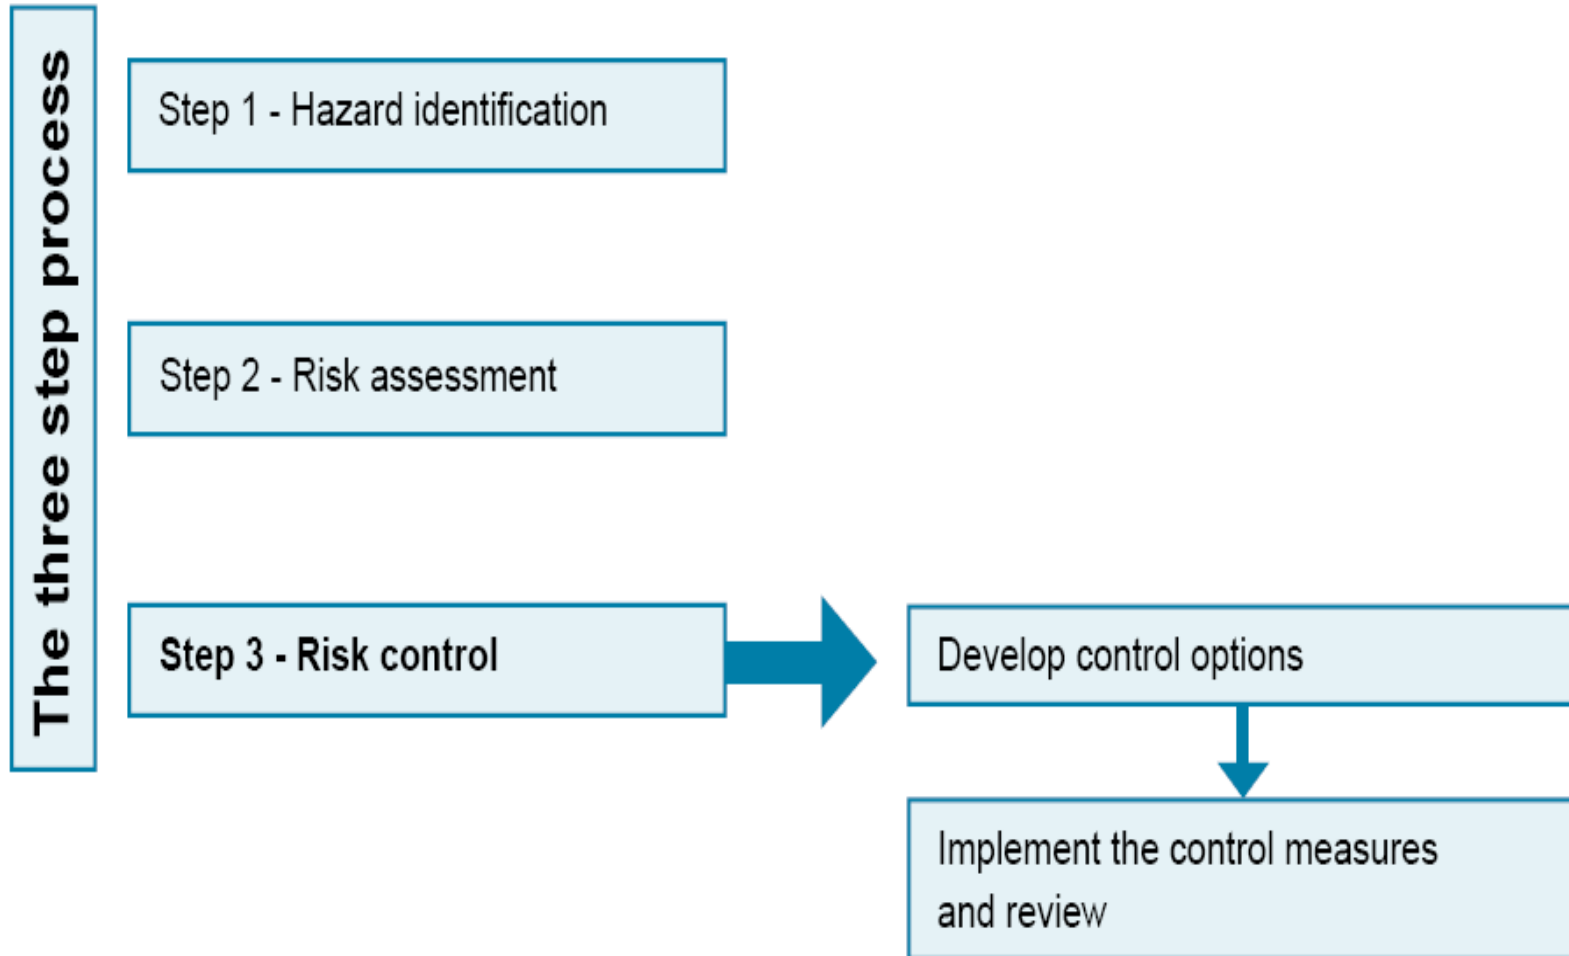 The three step process
Step 1 - Hazard identification
Step 2 - Risk assessment
Step 3 - Risk control
Develop control options
Implement the control measures
and review